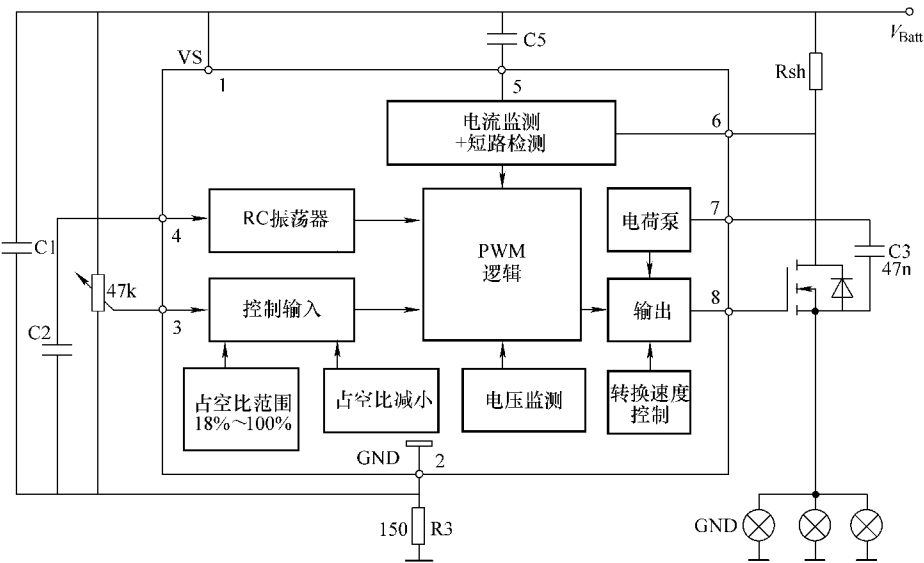 V_Batt
C5
VS
Rsh
1
5
电流监测
+短路检测
6
RC振荡器
电荷泵
7
4
PWM
逻辑
C1
C3
47n
47k
控制输入
输出
8
3
C2
占空比范围
18%～100%
占空比减小
电压监测
转换速度
控制
GND
2
150
R3
GND